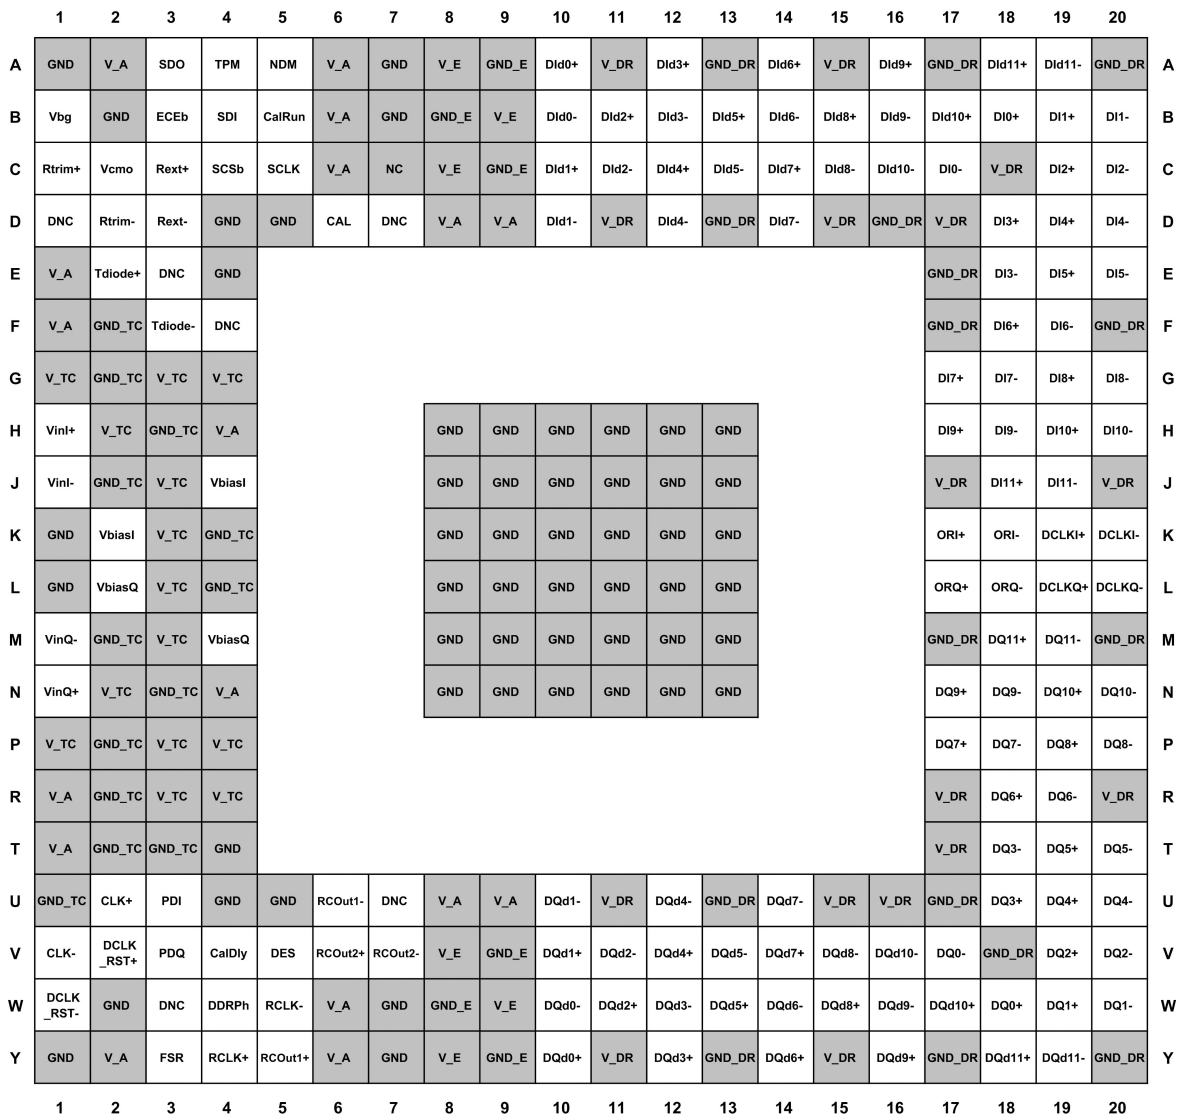 1 2 3 4 5 6 7 8 9 10 11 12 13 14 15 16 17 18 19 20
A GND V_A SDO TPM NDM V_A GND V_E GND_E DId0+ V_DR DId3+ GND_DR DId6+ V_DR DId9+ GND_DR DId11+ DId11- GND_DR A
B Vbg GND ECEb SDI CalRun V_A GND GND_E V_E DId0- DId2+ DId3- DId5+ DId6- DId8+ DId9- DId10+ DI0+ DI1+ DI1- B
C Rtrim+ Vcmo Rext+ SCSb SCLK V_A NC V_E GND_E DId1+ DId2- DId4+ DId5- DId7+ DId8- DId10- DI0- V_DR DI2+ DI2- C
D DNC Rtrim- Rext- GND GND CAL DNC V_A V_A DId1- V_DR DId4- GND_DR DId7- V_DR GND_DR V_DR DI3+ DI4+ DI4- D
E V_A Tdiode+ DNC GND GND_DR DI3- DI5+ DI5- E
F V_A GND_TC Tdiode- DNC GND_DR DI6+ DI6- GND_DR F
G V_TC GND_TC V_TC V_TC DI7+ DI7- DI8+ DI8- G
H VinI+ V_TC GND_TC V_A GND GND GND GND GND GND DI9+ DI9- DI10+ DI10- H
J VinI- GND_TC V_TC VbiasI GND GND GND GND GND GND V_DR DI11+ DI11- V_DR J
K GND VbiasI V_TC GND_TC GND GND GND GND GND GND ORI+ ORI- DCLKI+ DCLKI- K
L GND VbiasQ V_TC GND_TC GND GND GND GND GND GND ORQ+ ORQ- DCLKQ+ DCLKQ- L
M VinQ- GND_TC V_TC VbiasQ GND GND GND GND GND GND GND_DR DQ11+ DQ11- GND_DR M
N VinQ+ V_TC GND_TC V_A GND GND GND GND GND GND DQ9+ DQ9- DQ10+ DQ10- N
P V_TC GND_TC V_TC V_TC DQ7+ DQ7- DQ8+ DQ8- P
R V_A GND_TC V_TC V_TC V_DR DQ6+ DQ6- V_DR R
T V_A GND_TC GND_TC GND V_DR DQ3- DQ5+ DQ5- T
U GND_TC CLK+ PDI GND GND RCOut1- DNC V_A V_A DQd1- V_DR DQd4- GND_DR DQd7- V_DR V_DR GND_DR DQ3+ DQ4+ DQ4- U
V CLK- DCLK _RST+ PDQ CalDly DES RCOut2+ RCOut2- V_E GND_E DQd1+ DQd2- DQd4+ DQd5- DQd7+ DQd8- DQd10- DQ0- GND_DR DQ2+ DQ2- V
W DCLK _RST- GND DNC DDRPh RCLK- V_A GND GND_E V_E DQd0- DQd2+ DQd3- DQd5+ DQd6- DQd8+ DQd9- DQd10+ DQ0+ DQ1+ DQ1- W
Y GND V_A FSR RCLK+ RCOut1+ V_A GND V_E GND_E DQd0+ V_DR DQd3+ GND_DR DQd6+ V_DR DQd9+ GND_DR DQd11+ DQd11- GND_DR Y
1 2 3 4 5 6 7 8 9 10 11 12 13 14 15 16 17 18 19 20